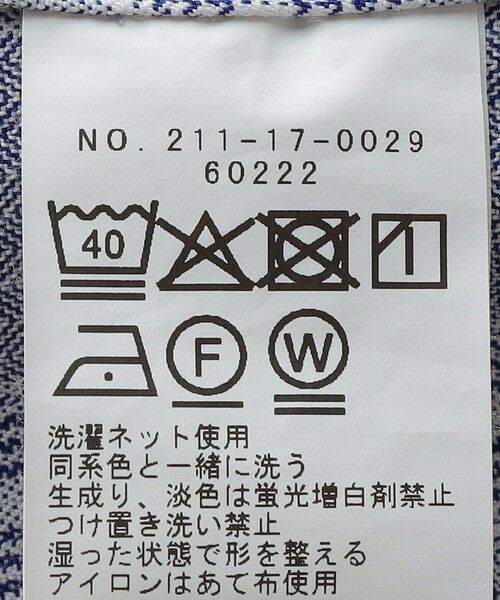 NO. 211-17-0029
60222
40
F W
洗濯ネット使用
同系色と一緒に洗う
生成り、淡色は蛍光増白剤禁止
つけ置き洗い禁止
湿った状態で形を整える
アイロンはあて布使用